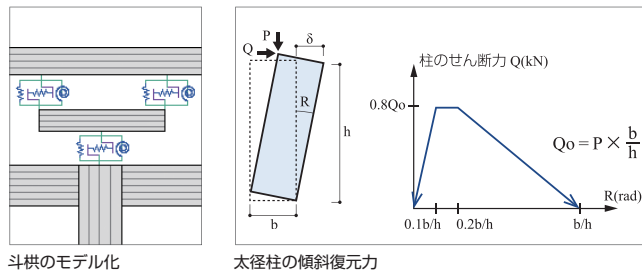 P
Q
δ
R
h
b
柱のせん断力 Q(kN)
0.8Qo
Qo = P × b/h
R(rad)
0.1b/h
0.2b/h
b/h
斗栱のモデル化
太径柱の傾斜復元力